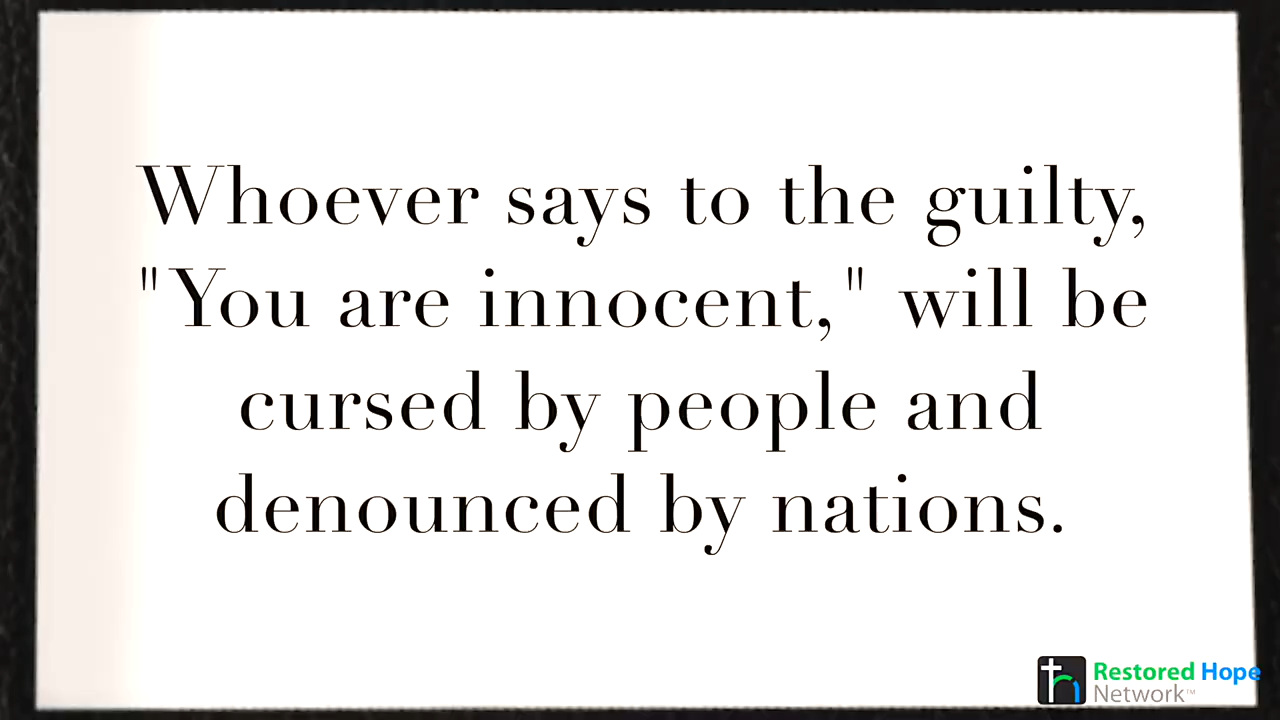 Whoever says to the guilty,
"You are innocent," will be
cursed by people and
denounced by nations.
Restored Hope
Network™